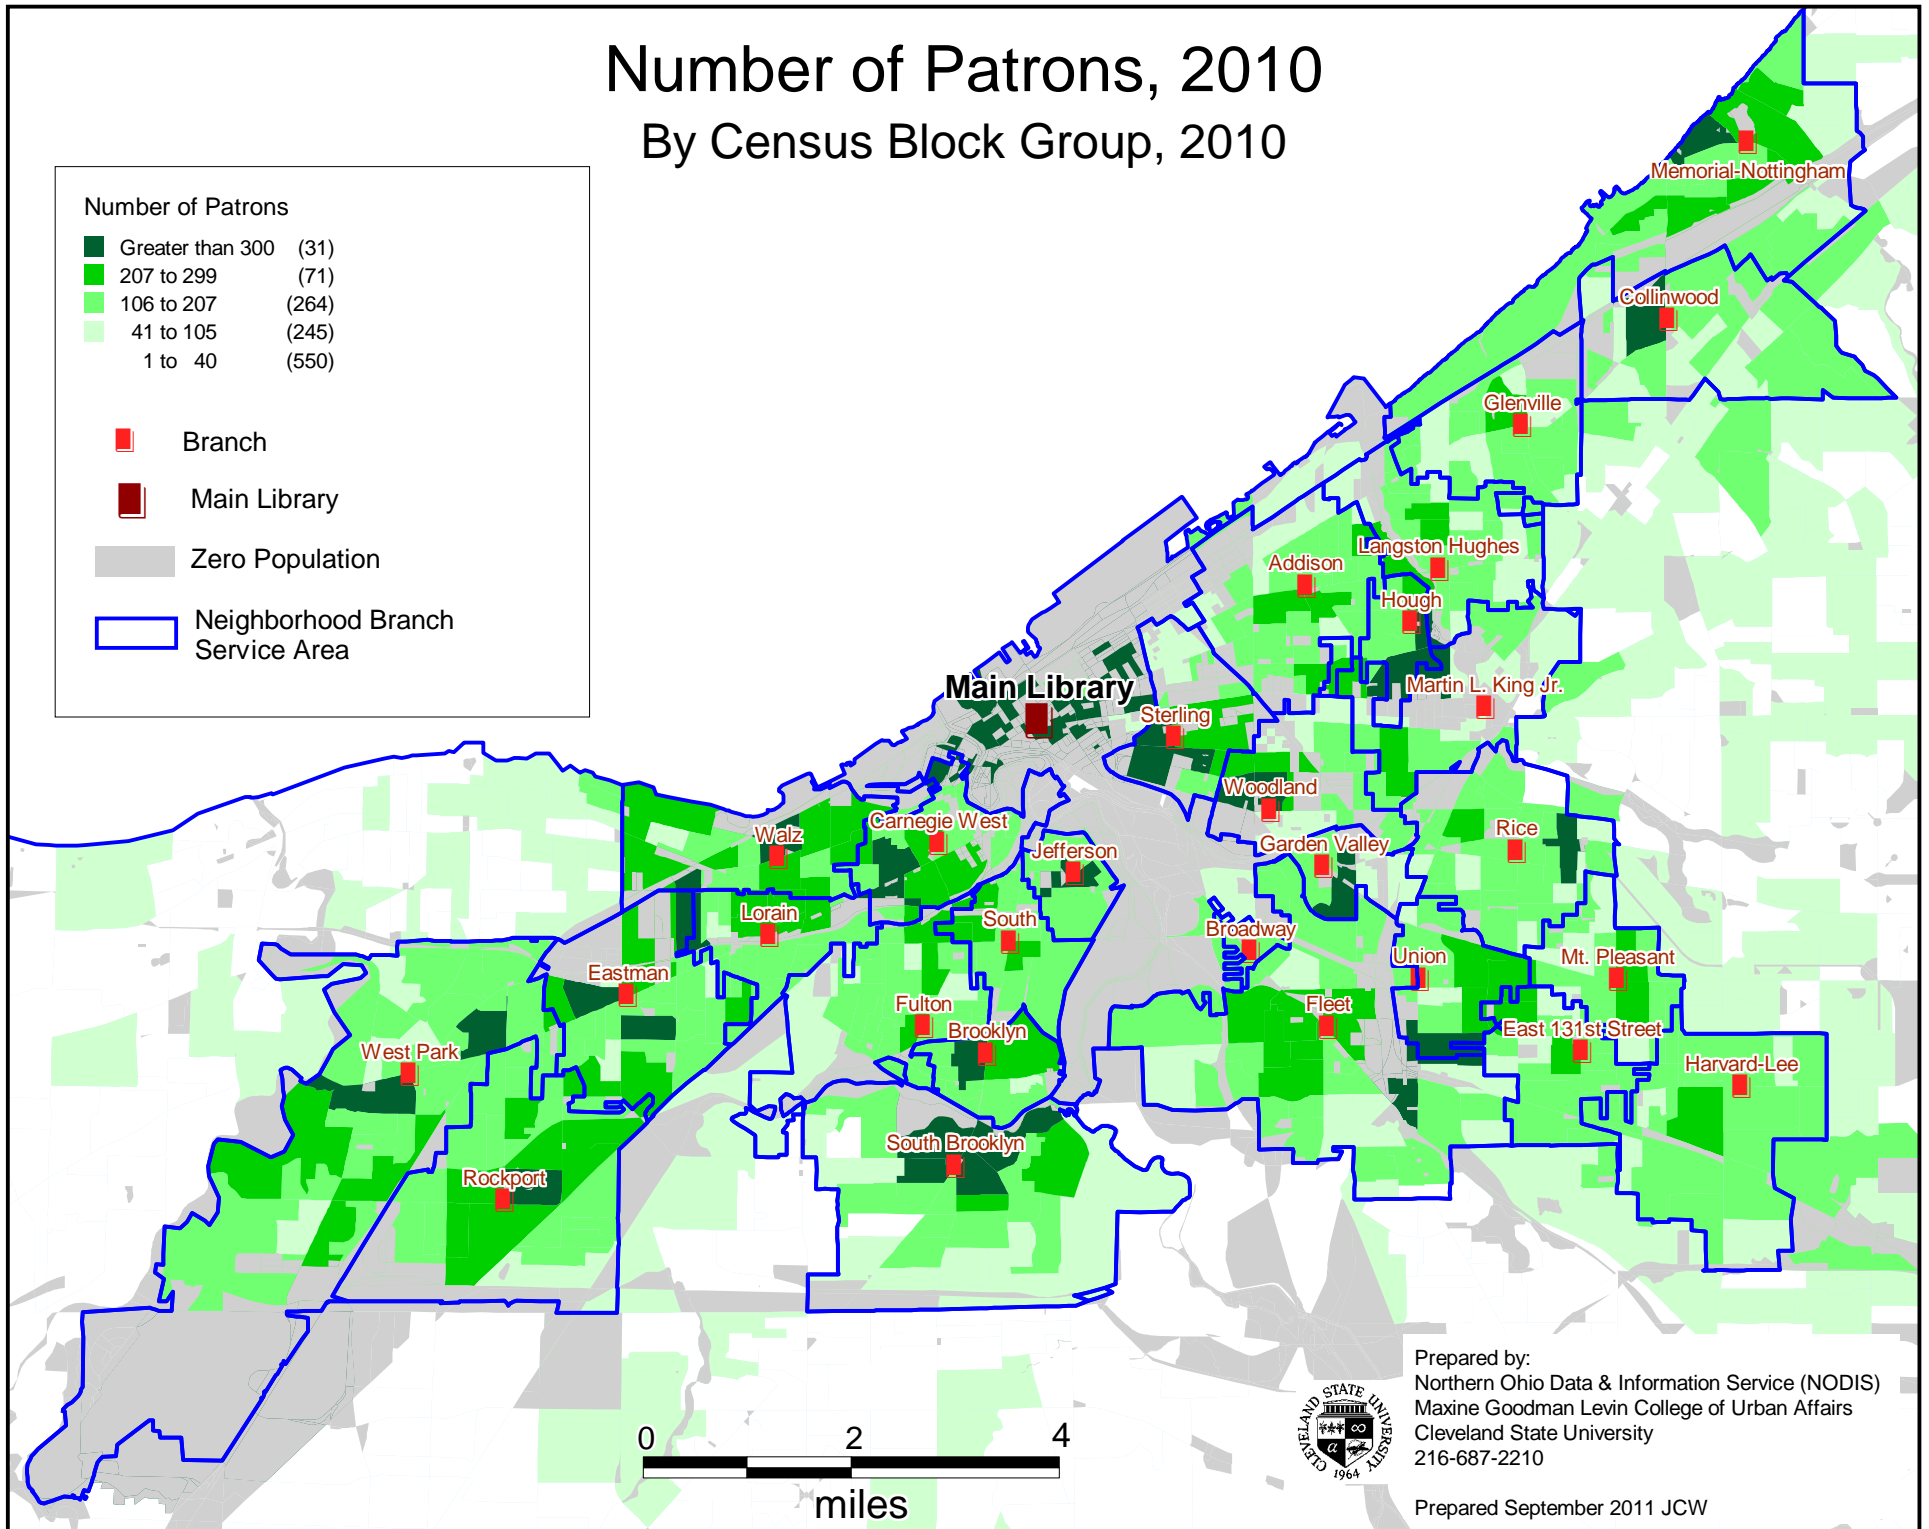 Number of Patrons, 2010
By Census Block Group, 2010
Number of Patrons
Greater than 300 (31)
207 to 299 (71)
106 to 207 (264)
41 to 105 (245)
1 to 40 (550)
Branch
Main Library
Zero Population
Neighborhood Branch
Service Area
Memorial-Nottingham
Collinwood
Glenville
Langston Hughes
Addison
Hough
Martin L. King Jr.
Main Library
Sterling
Woodland
Carnegie West
Walz
Jefferson
Garden Valley
Rice
Lorain
South
Broadway
Union
Mt. Pleasant
Eastman
Fulton
Fleet
Brooklyn
East 131st Street
West Park
Harvard-Lee
South Brooklyn
Rockport
0 2 4
miles
CLEVELAND STATE UNIVERSITY
α
∞
1964
Prepared by:
Northern Ohio Data & Information Service (NODIS)
Maxine Goodman Levin College of Urban Affairs
Cleveland State University
216-687-2210
Prepared September 2011 JCW